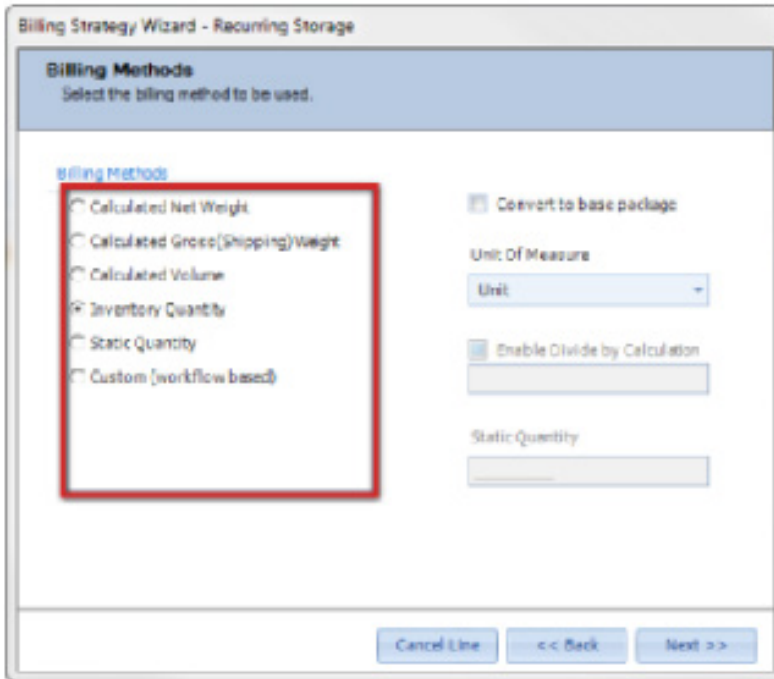 Billing Strategy Wizard - Recurring Storage
Billing Methods
Select the billing method to be used.
Billing Methods
Calculated Net Weight
Calculated Gross(Shipping)Weight
Calculated Volume
Inventory Quantity
Static Quantity
Custom (workflow based)
Convert to base package
Unit Of Measure
Unit
Enable Divide by Calculation
Static Quantity
Cancel Line
<< Back
Next >>